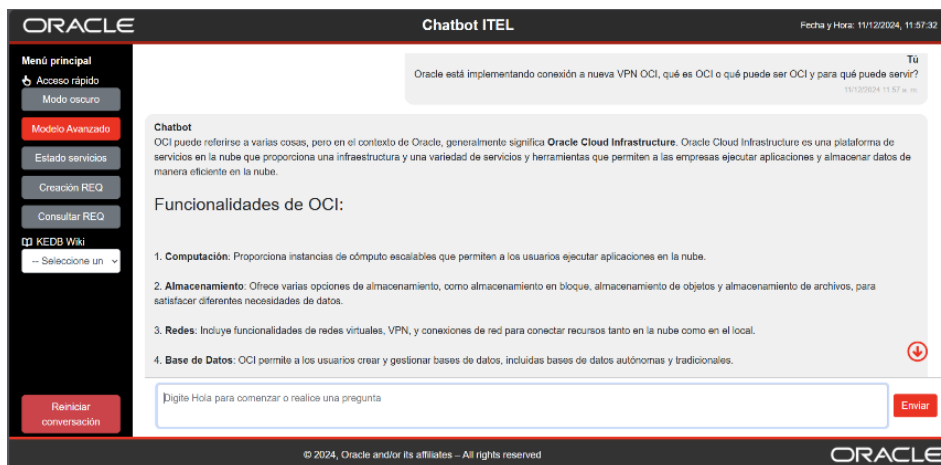 ORACLE
Chatbot ITEL
Fecha y Hora: 11/12/2024, 11:57:32
Menú principal
Acceso rápido
Modo oscuro
Modelo Avanzado
Estado servicios
Creación REQ
Consultar REQ
KEDB Wiki
-- Seleccione un
Reiniciar
conversación
Tú
Oracle está implementando conexión a nueva VPN OCI, qué es OCI o qué puede ser OCI y para qué puede servir?
11/12/2024 11:57 a. m.
Chatbot
OCI puede referirse a varias cosas, pero en el contexto de Oracle, generalmente significa Oracle Cloud Infrastructure. Oracle Cloud Infrastructure es una plataforma de
servicios en la nube que proporciona una infraestructura y una variedad de servicios y herramientas que permiten a las empresas ejecutar aplicaciones y almacenar datos de
manera eficiente en la nube.
Funcionalidades de OCI:
1. Computación: Proporciona instancias de cómputo escalables que permiten a los usuarios ejecutar aplicaciones en la nube.
2. Almacenamiento: Ofrece varias opciones de almacenamiento, como almacenamiento en bloque, almacenamiento de objetos y almacenamiento de archivos, para
satisfacer diferentes necesidades de datos.
3. Redes: Incluye funcionalidades de redes virtuales, VPN, y conexiones de red para conectar recursos tanto en la nube como en el local.
4. Base de Datos: OCI permite a los usuarios crear y gestionar bases de datos, incluidas bases de datos autónomas y tradicionales.
Digite Hola para comenzar o realice una pregunta
Enviar
© 2024, Oracle and/or its affiliates – All rights reserved
ORACLE